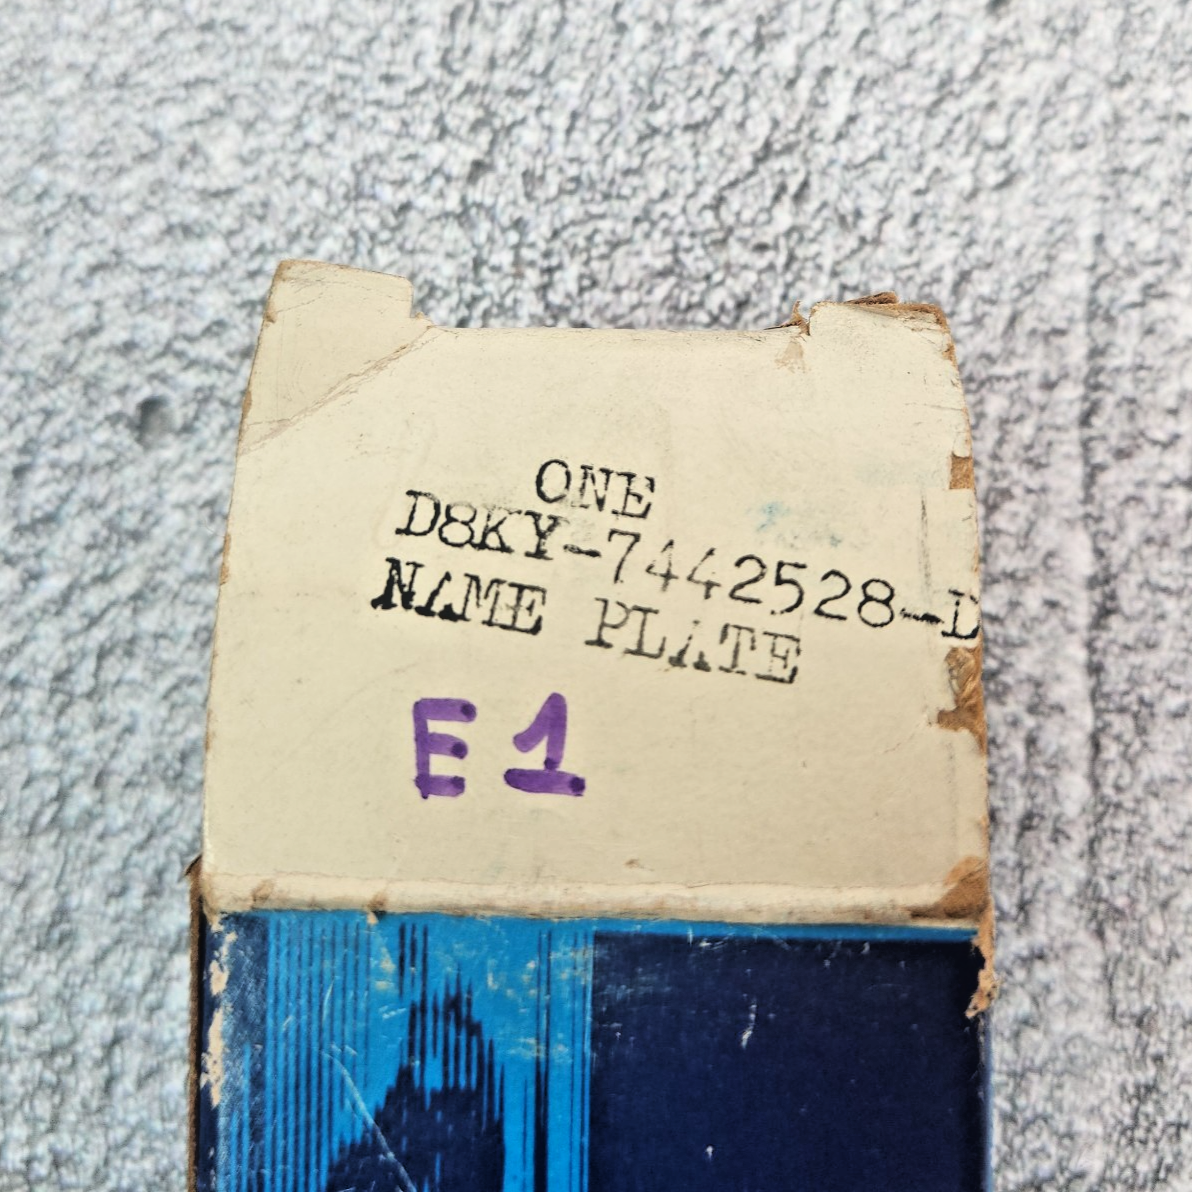 ONE
D8KY-7442528-D
NAME PLATE
E1